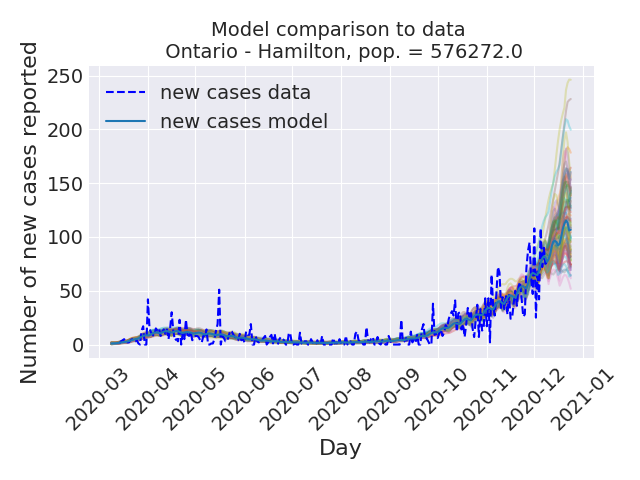 Model comparison to data
Ontario - Hamilton, pop. = 576272.0
Number of new cases reported
250
200
150
100
50
0
new cases data
new cases model
2020-03
2020-04
2020-05
2020-06
2020-07
2020-08
2020-09
2020-10
2020-11
2020-12
2021-01
Day